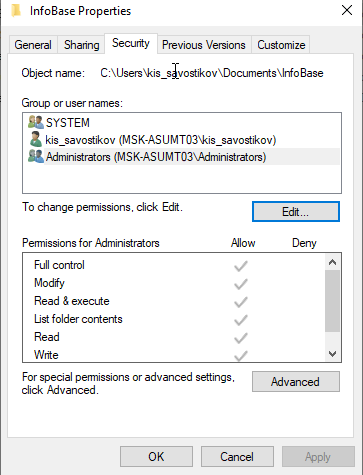 InfoBase Properties
General Sharing Security Previous Versions Customize
Object name: C:\Users\kis_savostikov\Documents\InfoBase
Group or user names:
SYSTEM
kis_savostikov (MSK-ASUMT03\kis_savostikov)
Administrators (MSK-ASUMT03\Administrators)
To change permissions, click Edit.
Edit...
Permissions for Administrators Allow Deny
Full control
Modify
Read & execute
List folder contents
Read
Write
For special permissions or advanced settings,
click Advanced.
Advanced
OK Cancel Apply